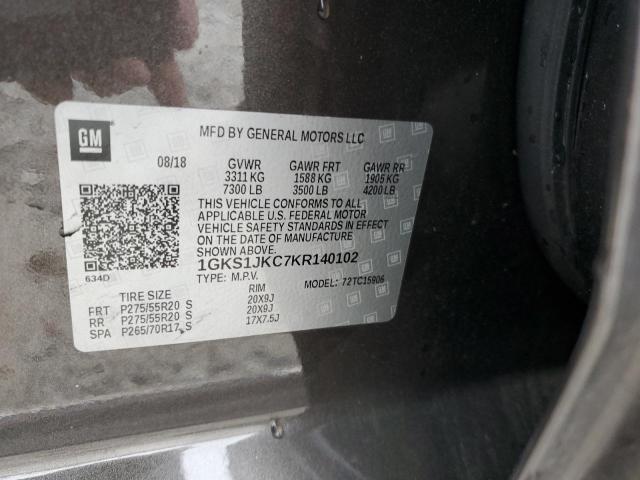 GM
MFD BY GENERAL MOTORS LLC
08/18 GVWR GAWR FRT GAWR RR
3311 KG 1588 KG 1905 KG
7300 LB 3500 LB 4200 LB
THIS VEHICLE CONFORMS TO ALL
APPLICABLE U.S. FEDERAL MOTOR
VEHICLE SAFETY STANDARDS IN EFFECT
ON THE DATE OF MANUFACTURE
SHOWN ABOVE.
634D
1GKS1JKC7KR140102
TYPE: M.P.V. MODEL: 72TC15906
TIRE SIZE RIM
FRT P275/55R20 S 20X9J
RR P275/55R20 S 20X9J
SPA P265/70R17 S 17X7.5J